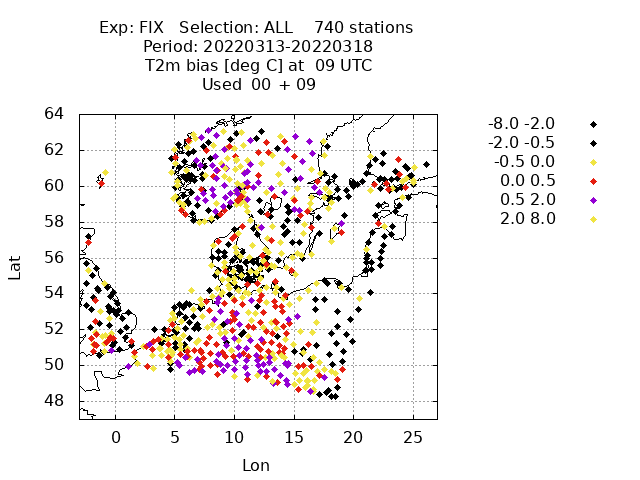 Exp: FIX   Selection: ALL    740 stations
Period: 20220313-20220318
T2m bias [deg C] at  09 UTC
Used  00  + 09
64
62
60
58
56
54
52
50
48
0 5 10 15 20 25
Lat
Lon
-8.0 -2.0
-2.0 -0.5
-0.5 0.0
0.0 0.5
0.5 2.0
2.0 8.0